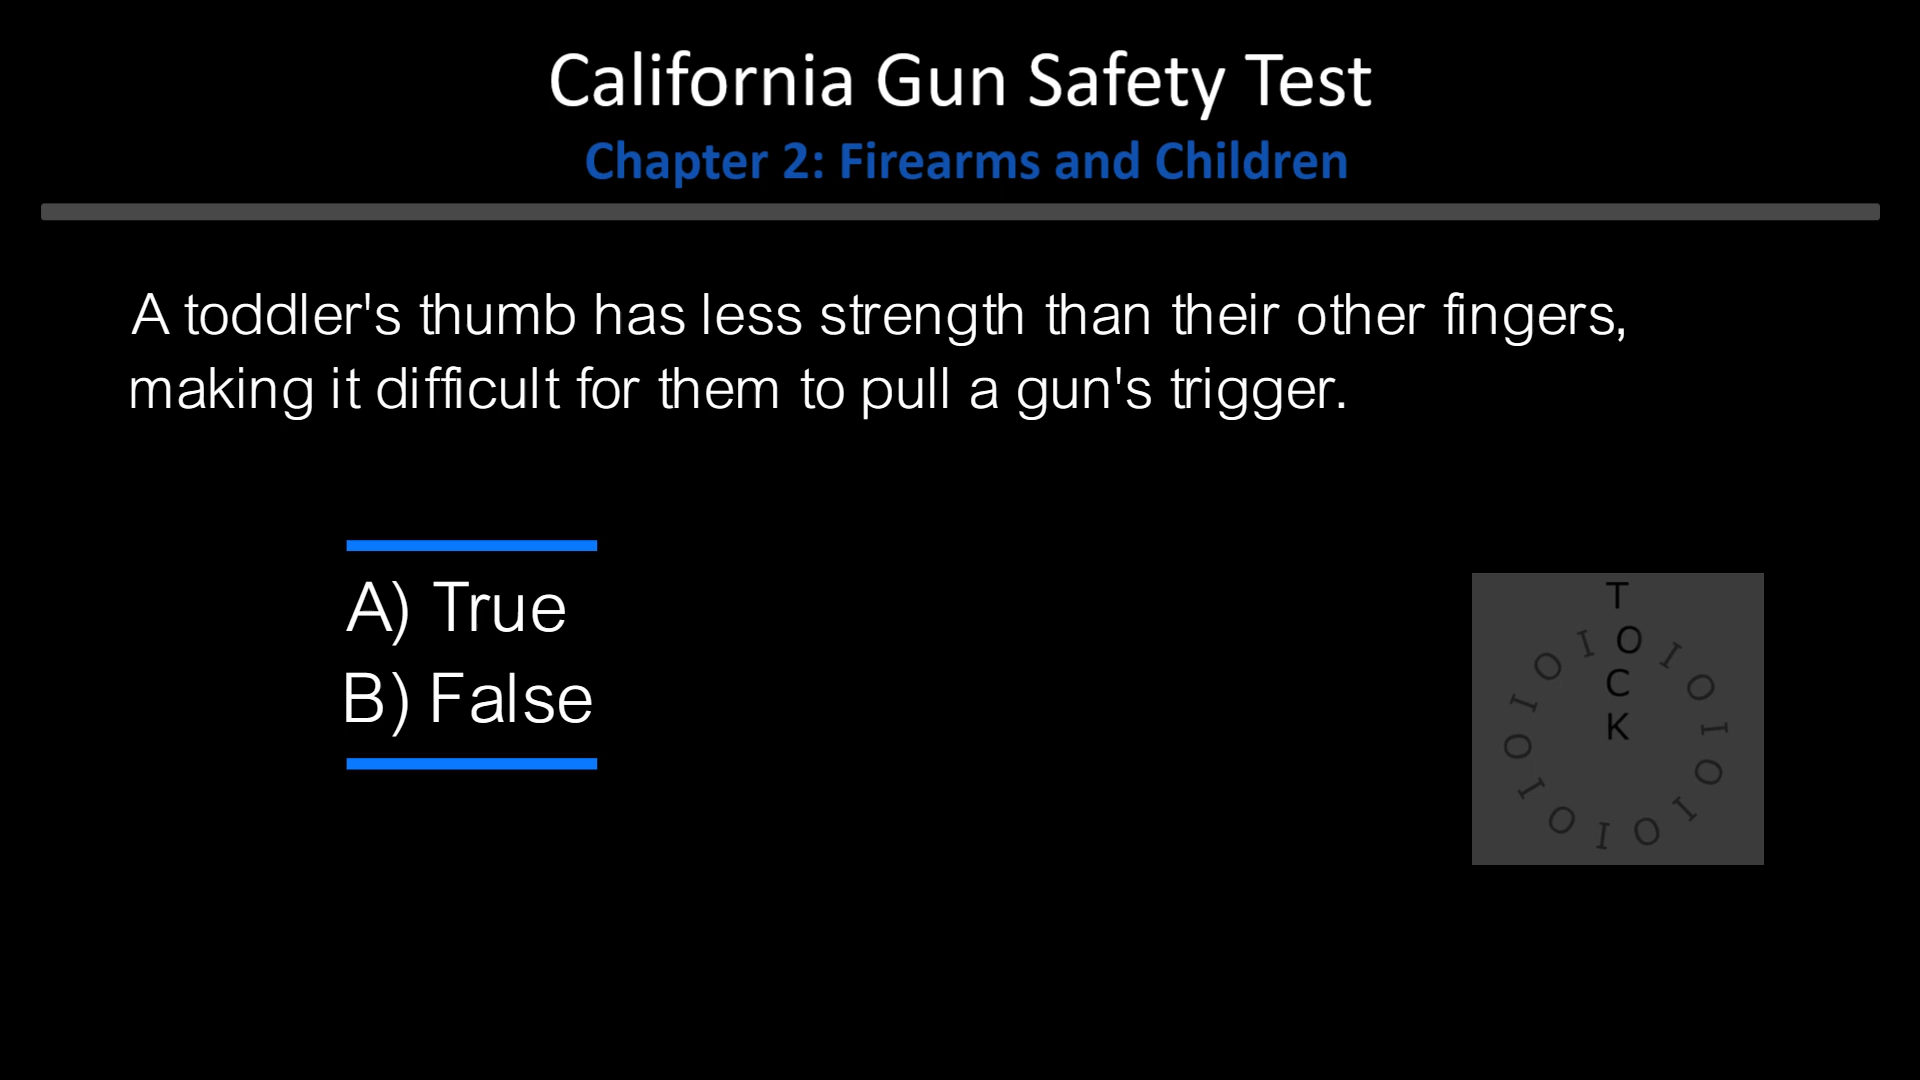 California Gun Safety Test
Chapter 2: Firearms and Children
A toddler's thumb has less strength than their other fingers,
making it difficult for them to pull a gun's trigger.
A) True
B) False
T
O
C
K
I O I O I O I O I O I O I O I